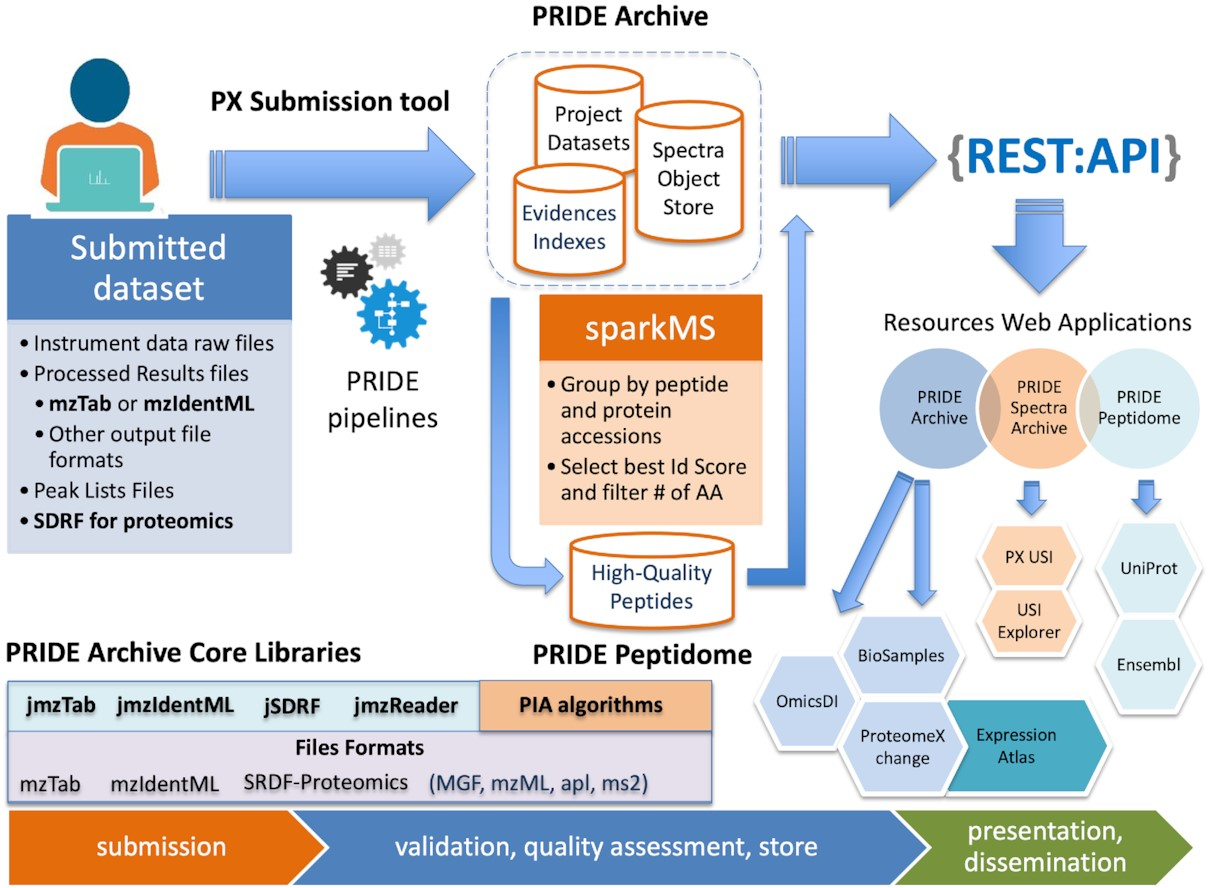 PRIDE Archive
PX Submission tool
Project
Datasets
Spectra
Object
Store
Evidences
Indexes
{REST:API}
Submitted
dataset
• Instrument data raw files
• Processed Results files
• mzTab or mzIdentML
• Other output file
formats
• Peak Lists Files
• SDRF for proteomics
PRIDE
pipelines
sparkMS
• Group by peptide
and protein
accessions
• Select best Id Score
and filter # of AA
High-Quality
Peptides
PRIDE Peptidome
Resources Web Applications
PRIDE
Archive
PRIDE
Spectra
Archive
PRIDE
Peptidome
PX USI
USI
Explorer
UniProt
Ensembl
BioSamples
OmicsDI
ProteomeX
change
Expression
Atlas
PRIDE Archive Core Libraries
jmzTab jmzIdentML jSDRF jmzReader PIA algorithms
Files Formats
mzTab mzIdentML SRDF-Proteomics (MGF, mzML, apl, ms2)
submission
validation, quality assessment, store
presentation,
dissemination